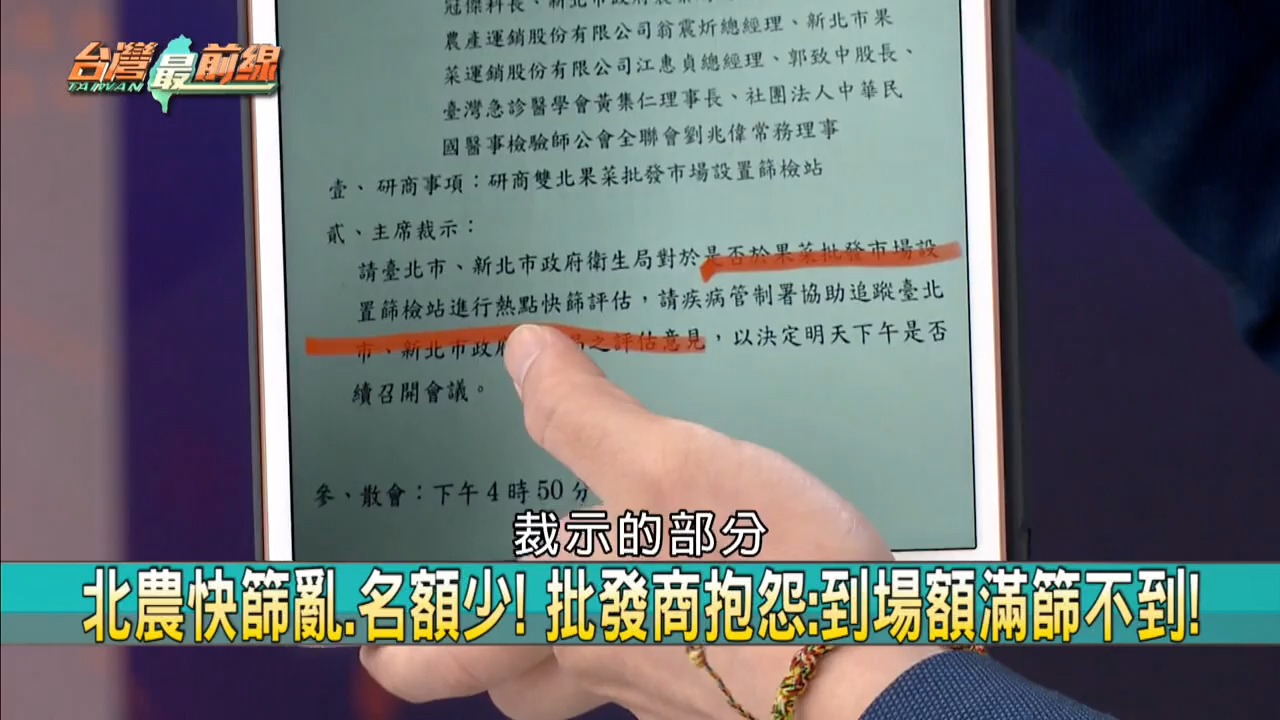 冠傑科長、新北市政府農業
農產運銷股份有限公司翁震炘總經理、新北市果
菜運銷股份有限公司江惠貞總經理、郭致中股長、
臺灣急診醫學會黃集仁理事長、社團法人中華民
國醫事檢驗師公會全聯會劉兆偉常務理事
壹、研商事項：研商雙北果菜批發市場設置篩檢站
貳、主席裁示：
請臺北市、新北市政府衛生局對於是否於果菜批發市場設
置篩檢站進行熱點快篩評估，請疾病管制署協助追蹤臺北
市、新北市政府 局之評估意見，以決定明天下午是否
續召開會議。
參、散會：下午4時50分
台灣最前線
TAIWAN
裁示的部分
北農快篩亂.名額少! 批發商抱怨:到場額滿篩不到!